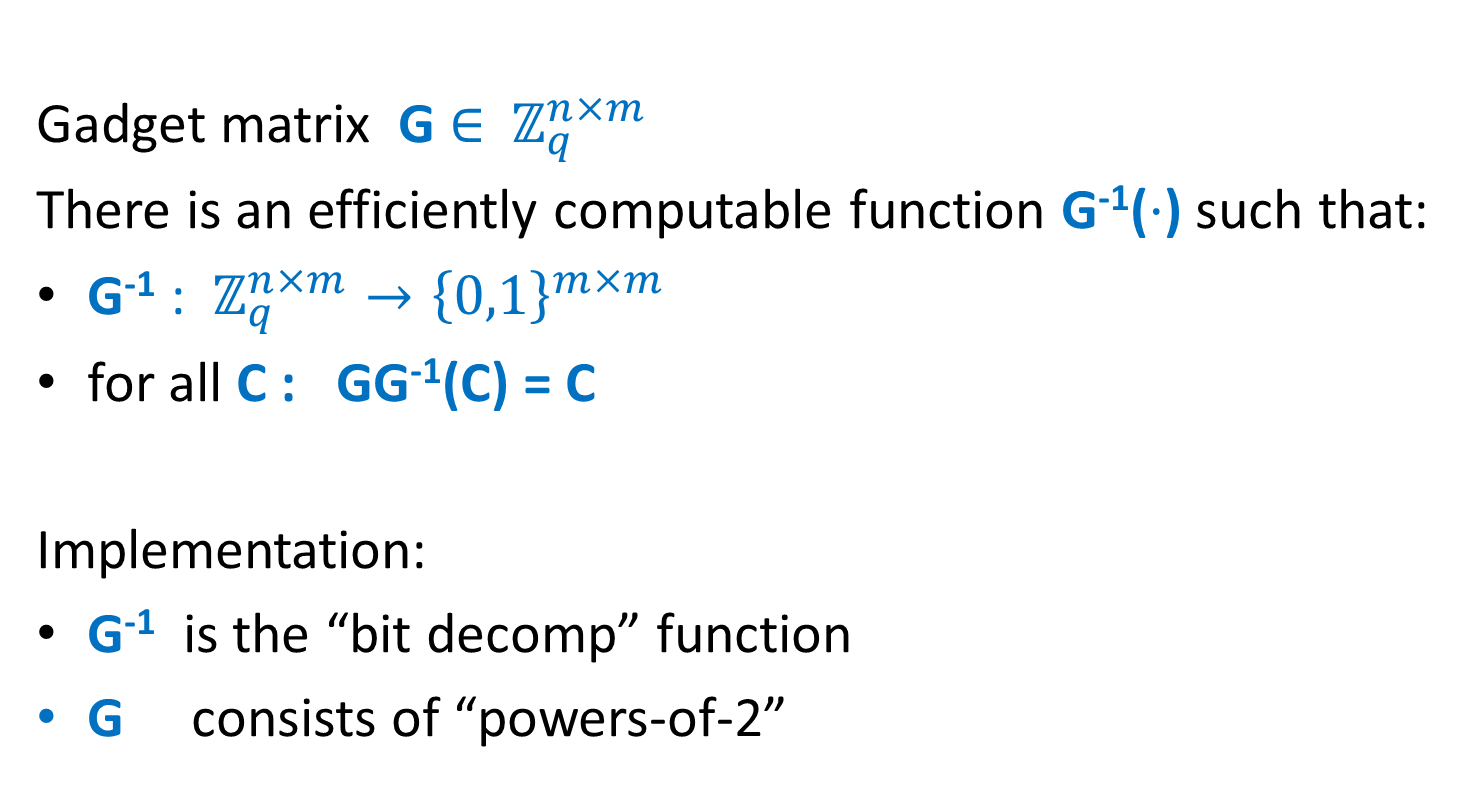 Gadget matrix G ∈ ℤ_q^{n×m}
There is an efficiently computable function G⁻¹(·) such that:
• G⁻¹ : ℤ_q^{n×m} → {0,1}^{m×m}
• for all C : GG⁻¹(C) = C
Implementation:
• G⁻¹ is the “bit decomp” function
• G consists of “powers-of-2”